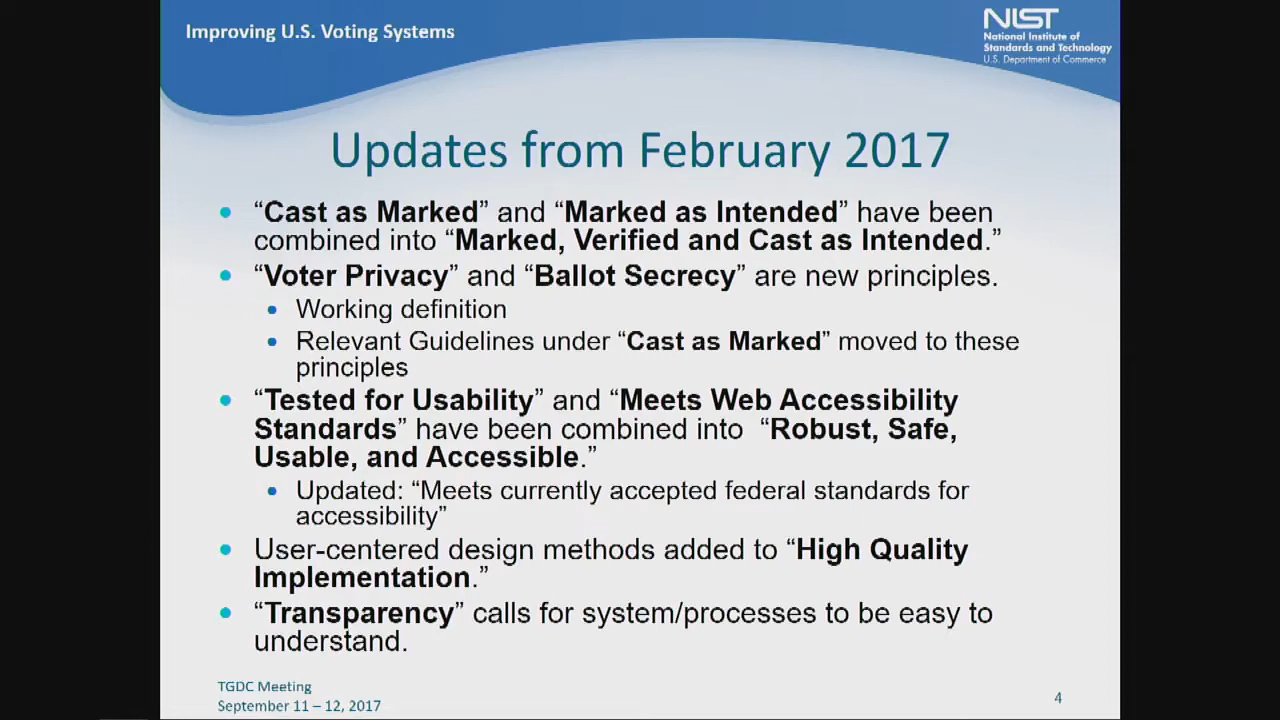 Improving U.S. Voting Systems
NIST
National Institute of
Standards and Technology
U.S. Department of Commerce
Updates from February 2017
• “Cast as Marked” and “Marked as Intended” have been
combined into “Marked, Verified and Cast as Intended.”
• “Voter Privacy” and “Ballot Secrecy” are new principles.
• Working definition
• Relevant Guidelines under “Cast as Marked” moved to these
principles
• “Tested for Usability” and “Meets Web Accessibility
Standards” have been combined into “Robust, Safe,
Usable, and Accessible.”
• Updated: “Meets currently accepted federal standards for
accessibility”
• User-centered design methods added to “High Quality
Implementation.”
• “Transparency” calls for system/processes to be easy to
understand.
TGDC Meeting
September 11 – 12, 2017
4